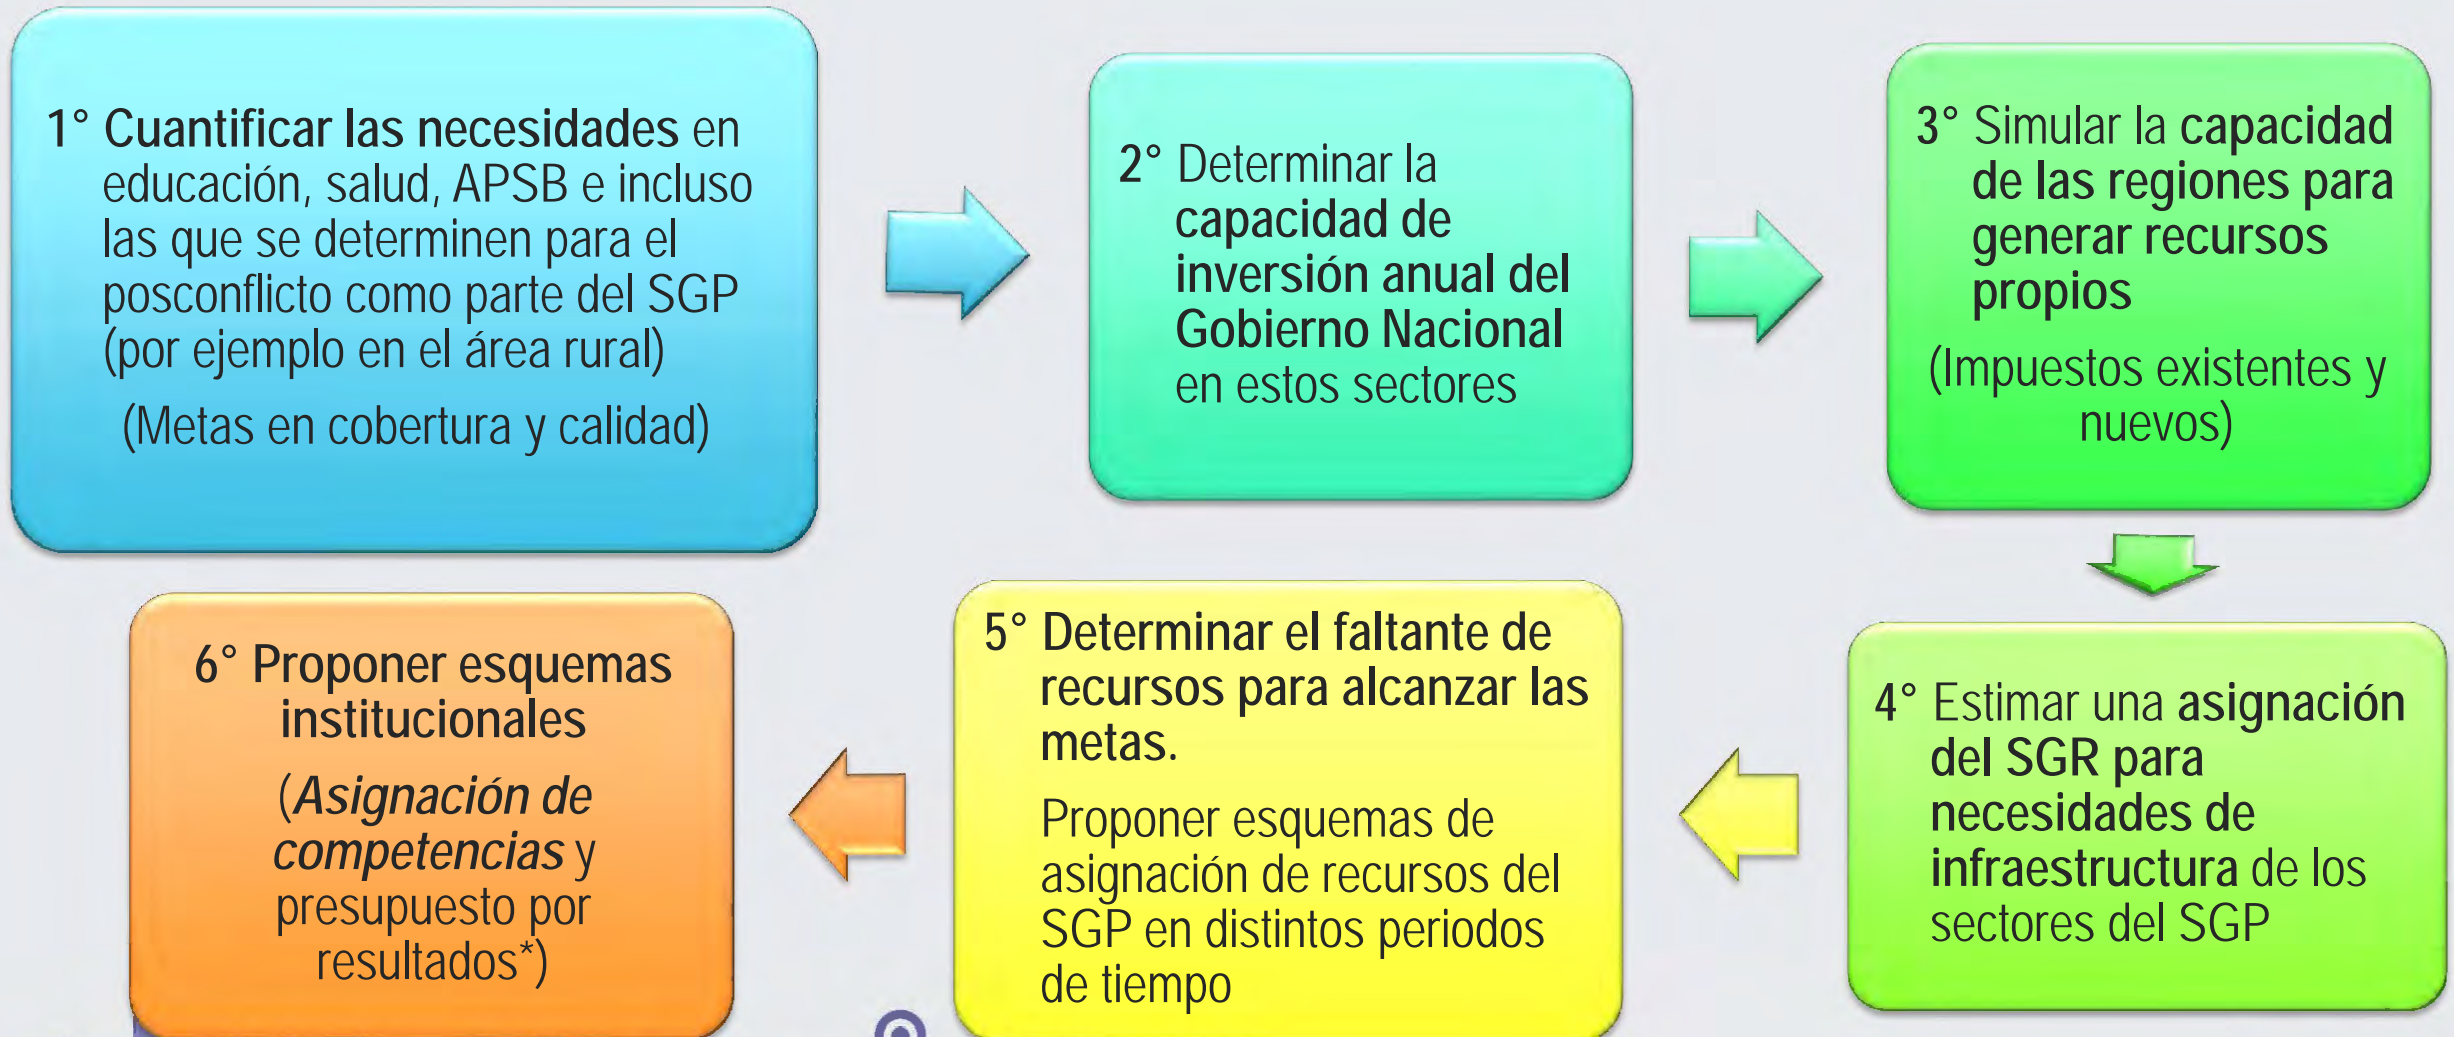 1° Cuantificar las necesidades en
educación, salud, APSB e incluso
las que se determinen para el
posconflicto como parte del SGP
(por ejemplo en el área rural)
(Metas en cobertura y calidad)
2° Determinar la
capacidad de
inversión anual del
Gobierno Nacional
en estos sectores
3° Simular la capacidad
de las regiones para
generar recursos
propios
(Impuestos existentes y
nuevos)
4° Estimar una asignación
del SGR para
necesidades de
infraestructura de los
sectores del SGP
5° Determinar el faltante de
recursos para alcanzar las
metas.
Proponer esquemas de
asignación de recursos del
SGP en distintos periodos
de tiempo
6° Proponer esquemas
institucionales
(Asignación de
competencias y
presupuesto por
resultados*)